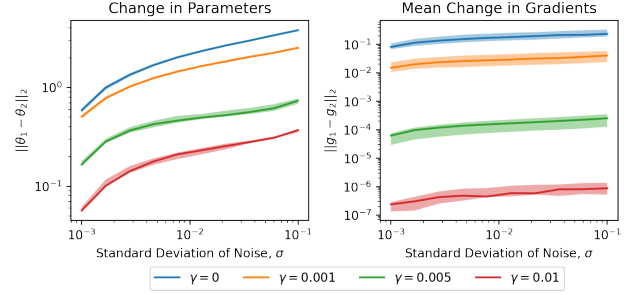 Change in Parameters
||θ₁ − θ₂||₂
10⁰
10⁻¹
10⁻³
10⁻²
10⁻¹
Standard Deviation of Noise, σ
Mean Change in Gradients
||g₁ − g₂||₂
10⁻¹
10⁻²
10⁻³
10⁻⁴
10⁻⁵
10⁻⁶
10⁻⁷
10⁻³
10⁻²
10⁻¹
Standard Deviation of Noise, σ
γ = 0
γ = 0.001
γ = 0.005
γ = 0.01